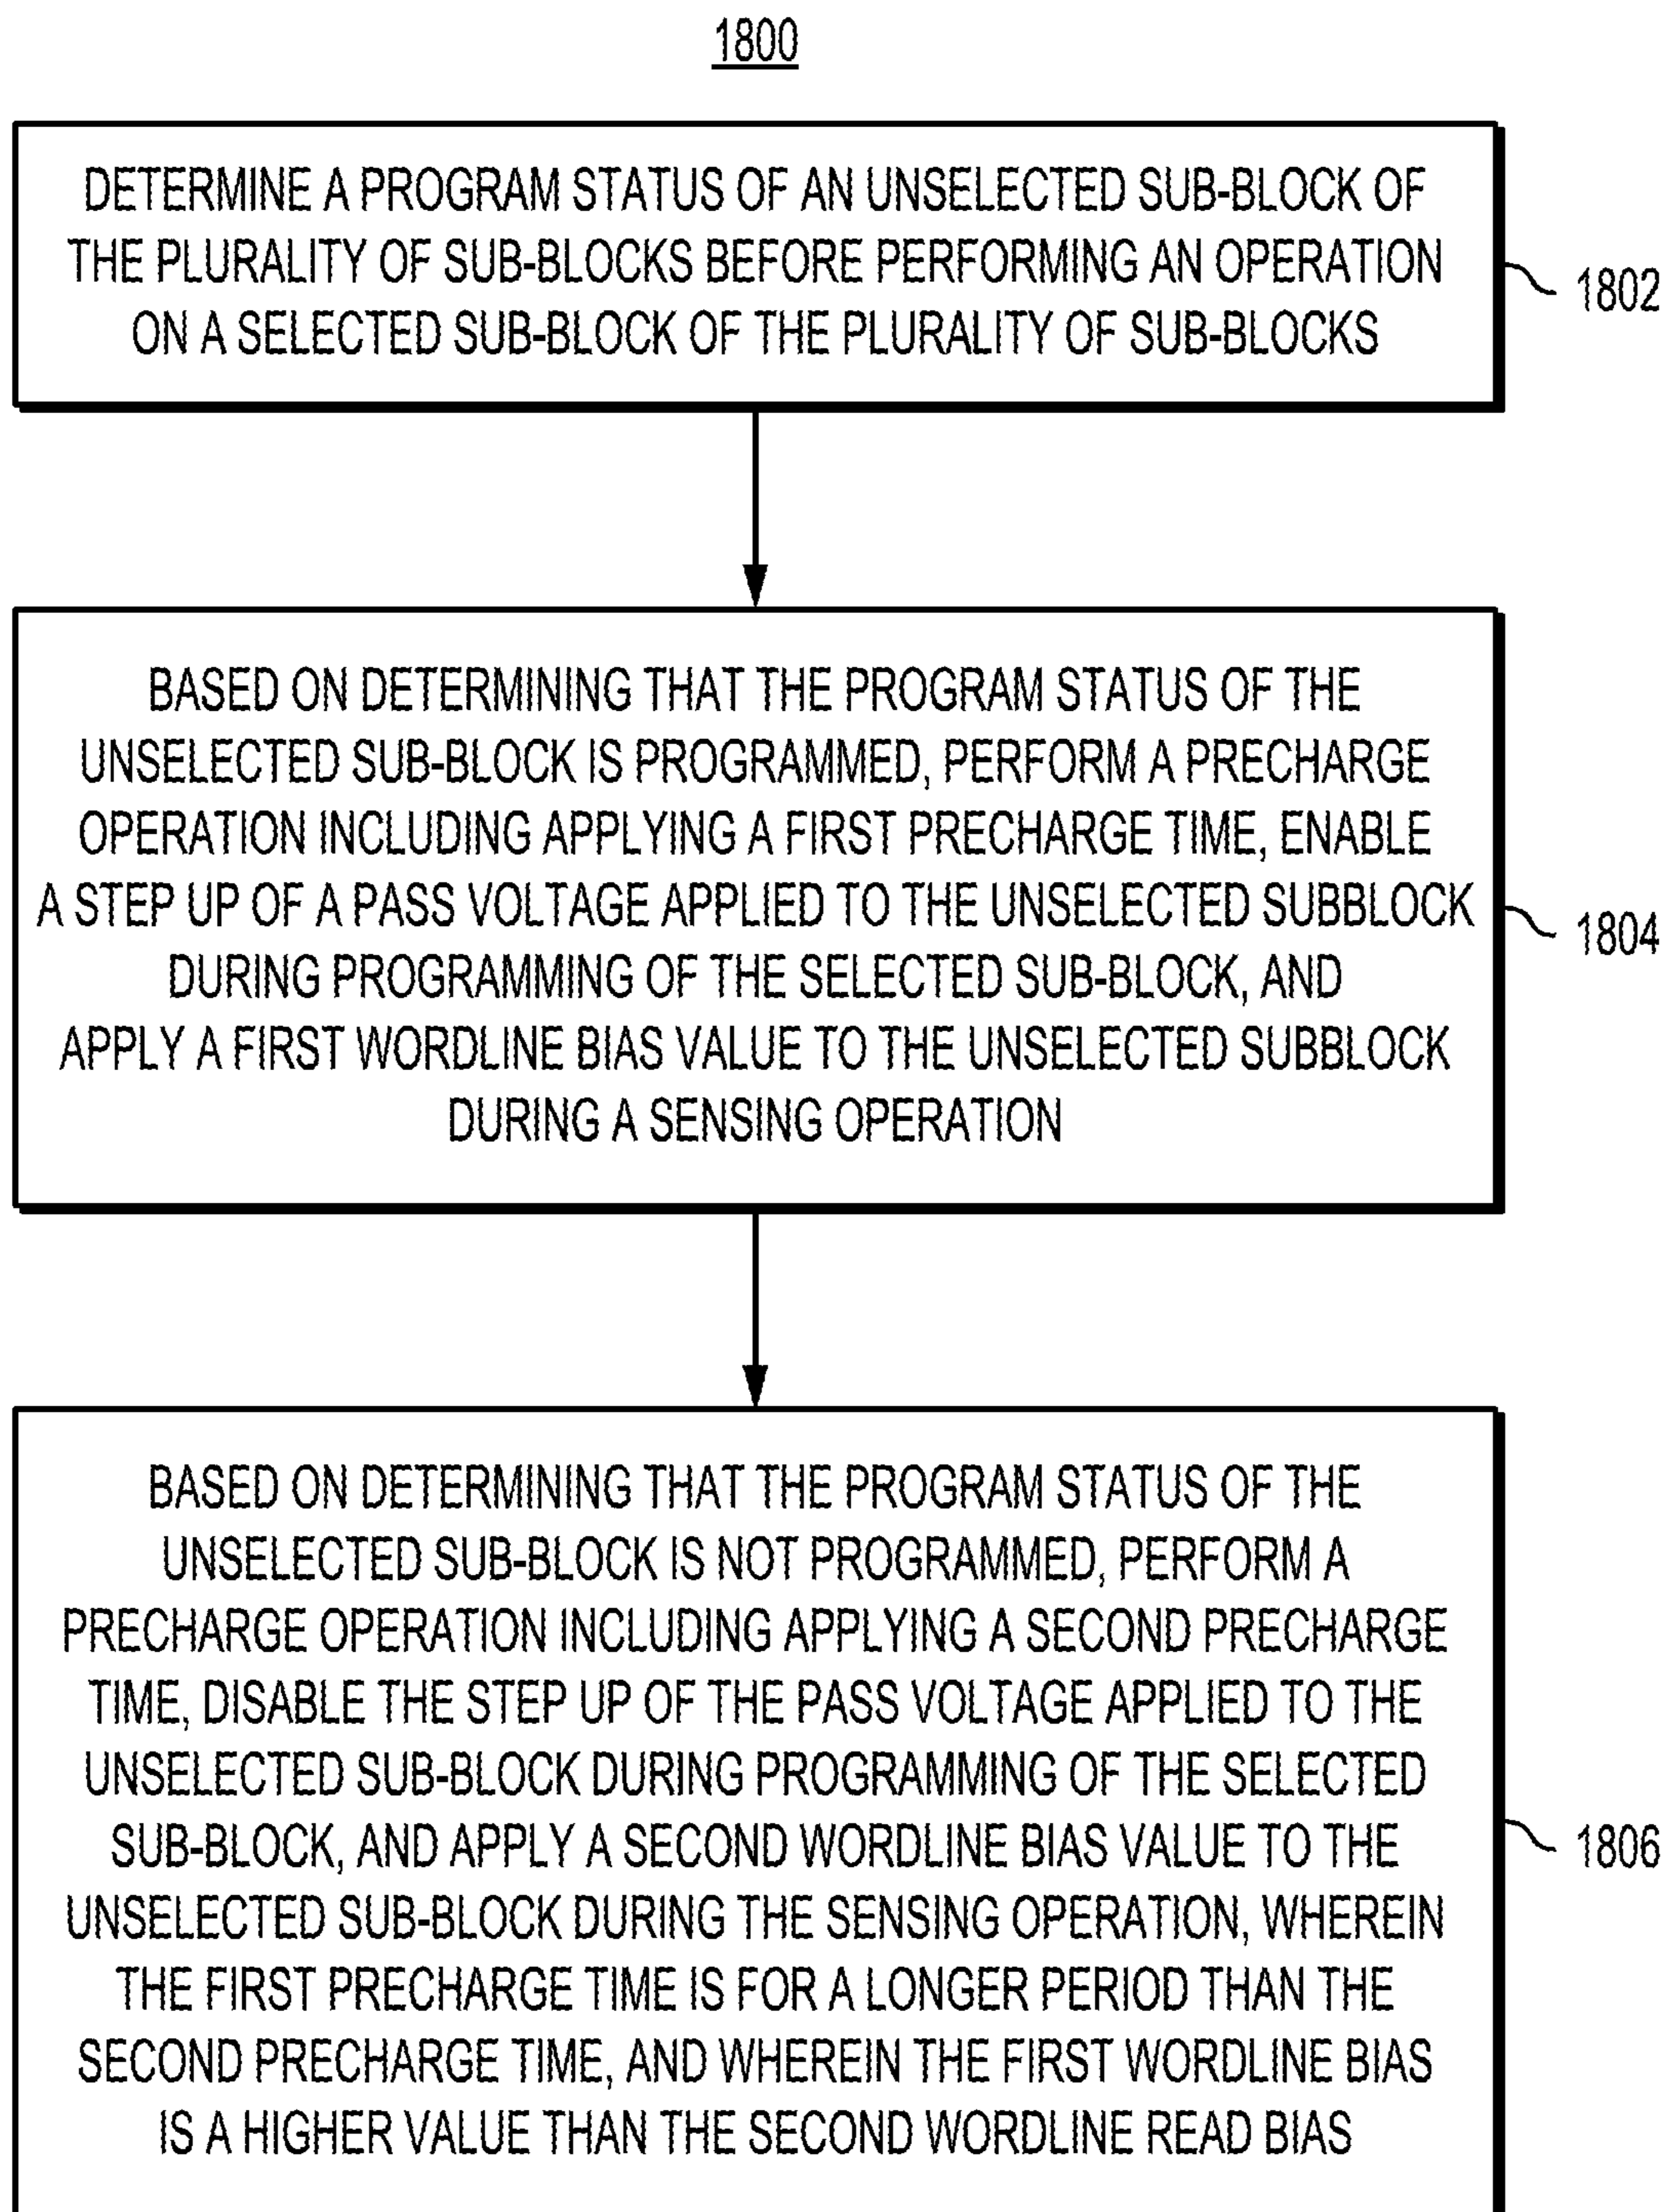 1800
DETERMINE A PROGRAM STATUS OF AN UNSELECTED SUB-BLOCK OF
THE PLURALITY OF SUB-BLOCKS BEFORE PERFORMING AN OPERATION
ON A SELECTED SUB-BLOCK OF THE PLURALITY OF SUB-BLOCKS
1802
BASED ON DETERMINING THAT THE PROGRAM STATUS OF THE
UNSELECTED SUB-BLOCK IS PROGRAMMED, PERFORM A PRECHARGE
OPERATION INCLUDING APPLYING A FIRST PRECHARGE TIME, ENABLE
A STEP UP OF A PASS VOLTAGE APPLIED TO THE UNSELECTED SUBBLOCK
DURING PROGRAMMING OF THE SELECTED SUB-BLOCK, AND
APPLY A FIRST WORDLINE BIAS VALUE TO THE UNSELECTED SUBBLOCK
DURING A SENSING OPERATION
1804
BASED ON DETERMINING THAT THE PROGRAM STATUS OF THE
UNSELECTED SUB-BLOCK IS NOT PROGRAMMED, PERFORM A
PRECHARGE OPERATION INCLUDING APPLYING A SECOND PRECHARGE
TIME, DISABLE THE STEP UP OF THE PASS VOLTAGE APPLIED TO THE
UNSELECTED SUB-BLOCK DURING PROGRAMMING OF THE SELECTED
SUB-BLOCK, AND APPLY A SECOND WORDLINE BIAS VALUE TO THE
UNSELECTED SUB-BLOCK DURING THE SENSING OPERATION, WHEREIN
THE FIRST PRECHARGE TIME IS FOR A LONGER PERIOD THAN THE
SECOND PRECHARGE TIME, AND WHEREIN THE FIRST WORDLINE BIAS
IS A HIGHER VALUE THAN THE SECOND WORDLINE READ BIAS
1806